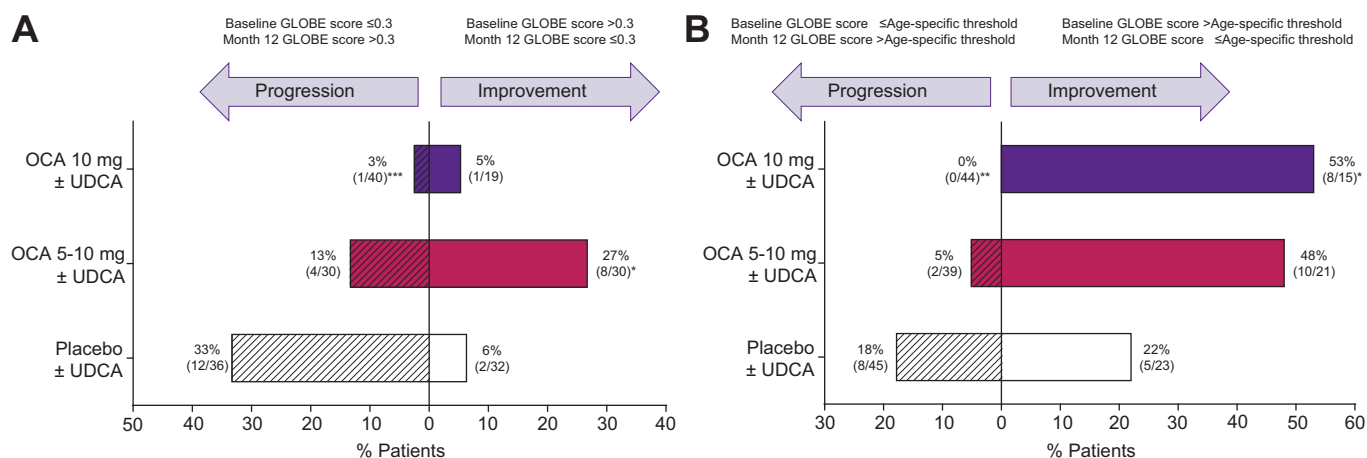 A
Baseline GLOBE score ≤0.3
Month 12 GLOBE score >0.3
Baseline GLOBE score >0.3
Month 12 GLOBE score ≤0.3
Progression
Improvement
OCA 10 mg
± UDCA
3%
(1/40)***
5%
(1/19)
OCA 5-10 mg
± UDCA
13%
(4/30)
27%
(8/30)*
Placebo
± UDCA
33%
(12/36)
6%
(2/32)
50 40 30 20 10 0 10 20 30 40
% Patients
B
Baseline GLOBE score ≤Age-specific threshold
Month 12 GLOBE score >Age-specific threshold
Baseline GLOBE score >Age-specific threshold
Month 12 GLOBE score ≤Age-specific threshold
Progression
Improvement
OCA 10 mg
± UDCA
0%
(0/44)**
53%
(8/15)*
OCA 5-10 mg
± UDCA
5%
(2/39)
48%
(10/21)
Placebo
± UDCA
18%
(8/45)
22%
(5/23)
30 20 10 0 10 20 30 40 50 60
% Patients